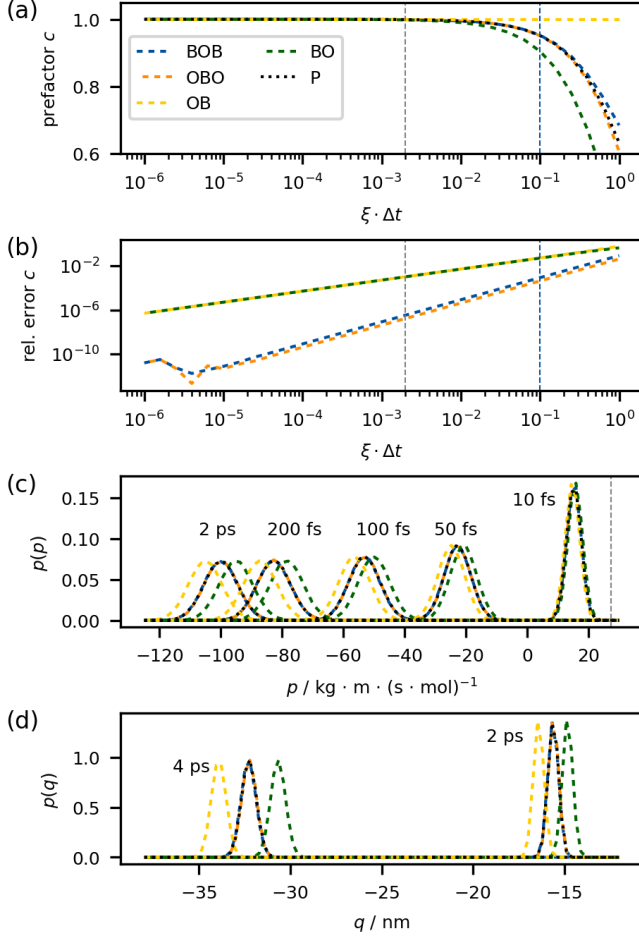 (a)
prefactor c
1.0
0.8
0.6
BOB
OBO
OB
BO
P
10⁻⁶ 10⁻⁵ 10⁻⁴ 10⁻³ 10⁻² 10⁻¹ 10⁰
ξ · Δt
(b)
rel. error c
10⁻²
10⁻⁶
10⁻¹⁰
10⁻⁶ 10⁻⁵ 10⁻⁴ 10⁻³ 10⁻² 10⁻¹ 10⁰
ξ · Δt
(c)
p(p)
0.15
0.10
0.05
0.00
2 ps 200 fs 100 fs 50 fs 10 fs
−120 −100 −80 −60 −40 −20 0 20
p / kg · m · (s · mol)⁻¹
(d)
p(q)
1.0
0.5
0.0
4 ps 2 ps
−35 −30 −25 −20 −15
q / nm